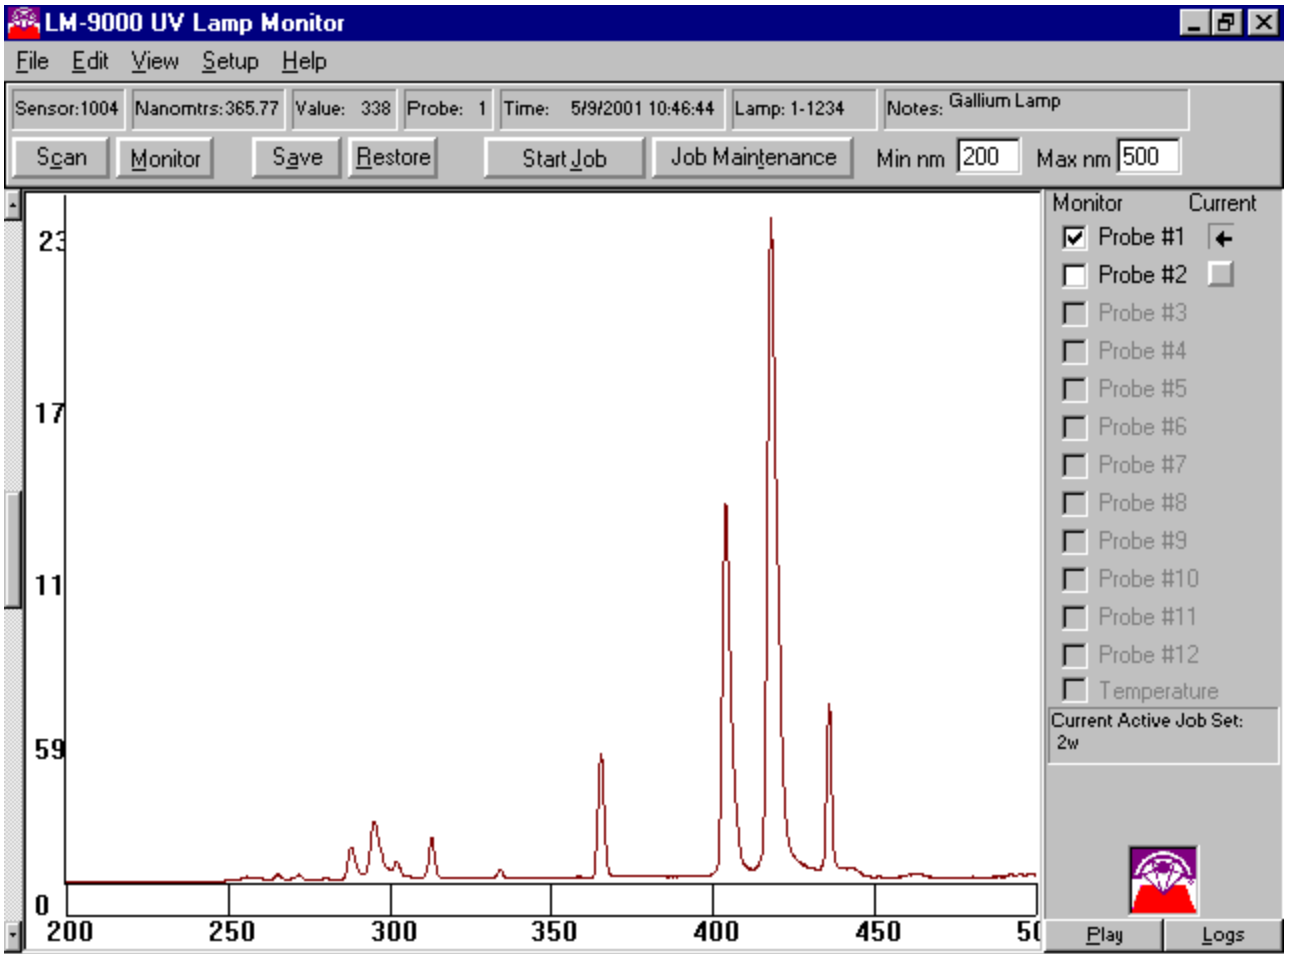 LM-9000 UV Lamp Monitor
File Edit View Setup Help
Sensor:1004 Nanomtrs:365.77 Value: 338 Probe: 1 Time: 5/9/2001 10:46:44 Lamp: 1-1234 Notes: Gallium Lamp
Scan Monitor Save Restore Start Job Job Maintenance Min nm 200 Max nm 500
Monitor Current
Probe #1
Probe #2
Probe #3
Probe #4
Probe #5
Probe #6
Probe #7
Probe #8
Probe #9
Probe #10
Probe #11
Probe #12
Temperature
Current Active Job Set:
2w
Play Logs
23
17
11
59
0
200 250 300 350 400 450 50